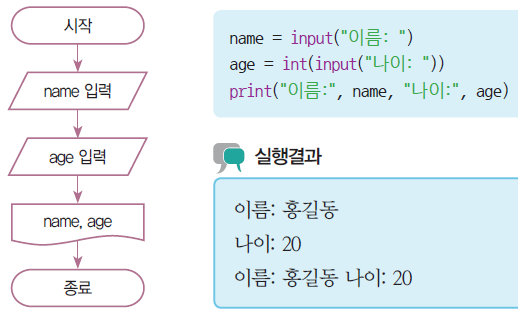 시작
name 입력
age 입력
name, age
종료
name = input("이름: ")
age = int(input("나이: "))
print("이름:", name, "나이:", age)
실행결과
이름: 홍길동
나이: 20
이름: 홍길동 나이: 20